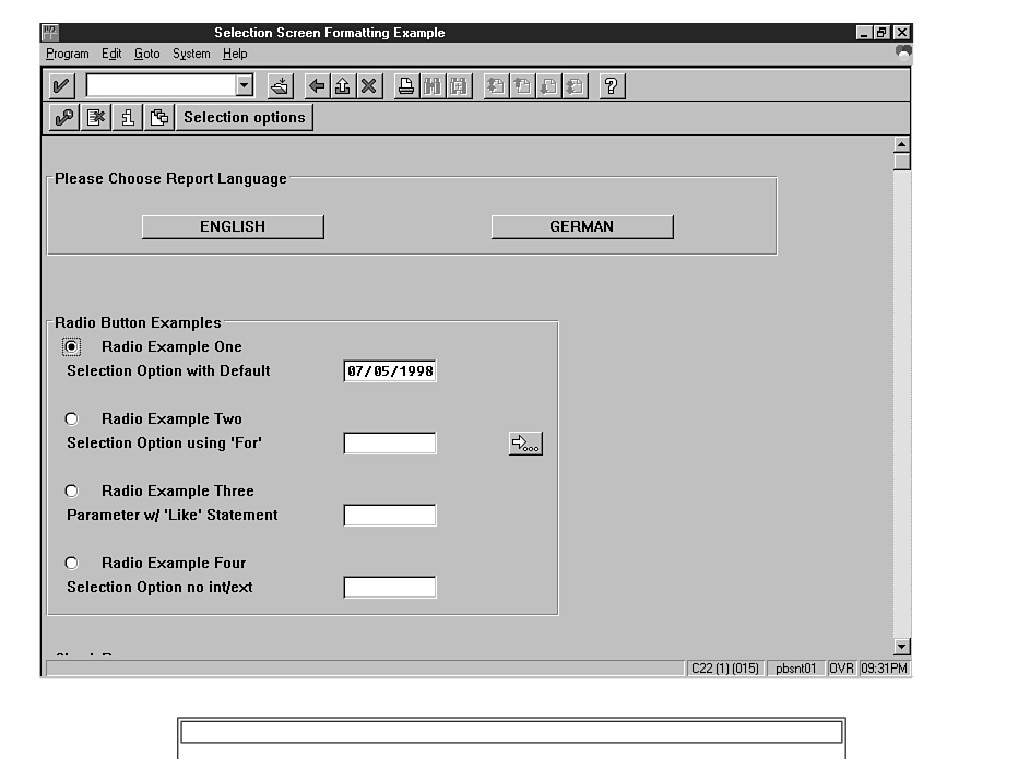 Selection Screen Formatting Example
Program Edit Goto System Help
Selection options
Please Choose Report Language
ENGLISH GERMAN
Radio Button Examples
Radio Example One
Selection Option with Default 07/05/1998
Radio Example Two
Selection Option using 'For'
Radio Example Three
Parameter w/ 'Like' Statement
Radio Example Four
Selection Option no int/ext
C22 (1) (015) pbsnt01 OVR 09:31PM